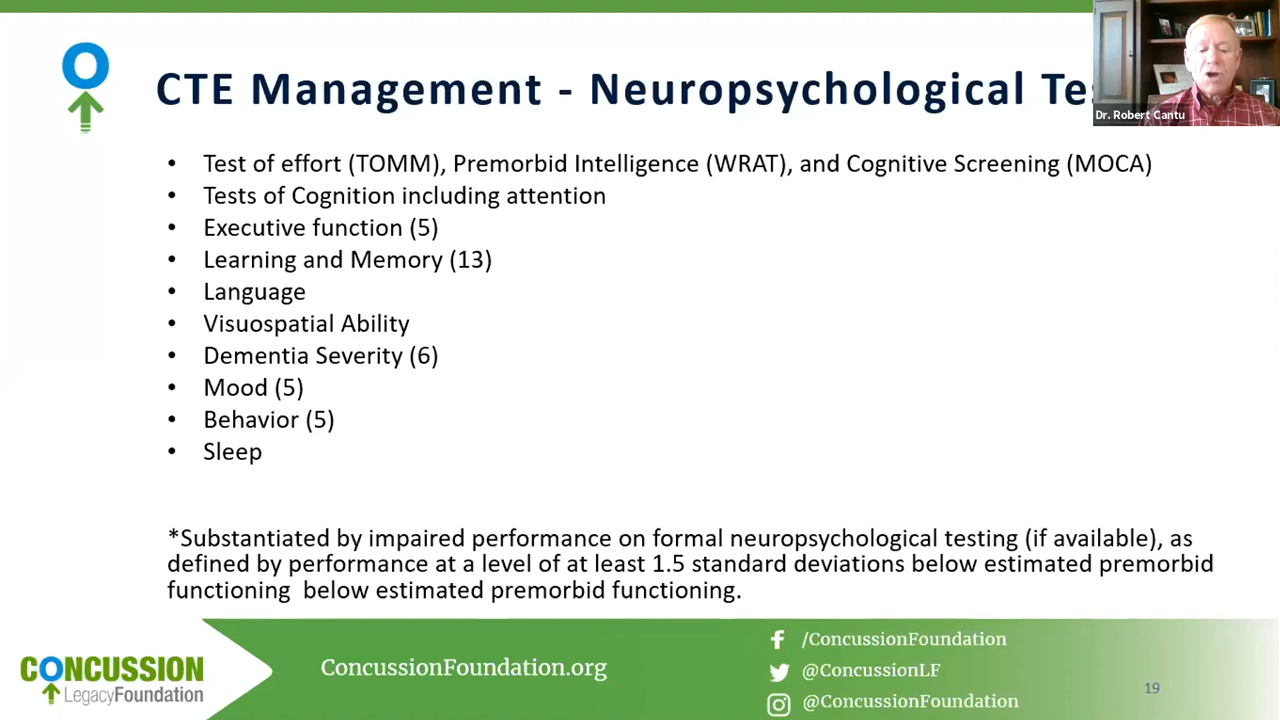 CTE Management - Neuropsychological
Dr. Robert Cantu
• Test of effort (TOMM), Premorbid Intelligence (WRAT), and Cognitive Screening (MOCA)
• Tests of Cognition including attention
• Executive function (5)
• Learning and Memory (13)
• Language
• Visuospatial Ability
• Dementia Severity (6)
• Mood (5)
• Behavior (5)
• Sleep
*Substantiated by impaired performance on formal neuropsychological testing (if available), as
defined by performance at a level of at least 1.5 standard deviations below estimated premorbid
functioning  below estimated premorbid functioning.
CONCUSSION
LegacyFoundation
ConcussionFoundation.org
/ConcussionFoundation
@ConcussionLF
@ConcussionFoundation
19